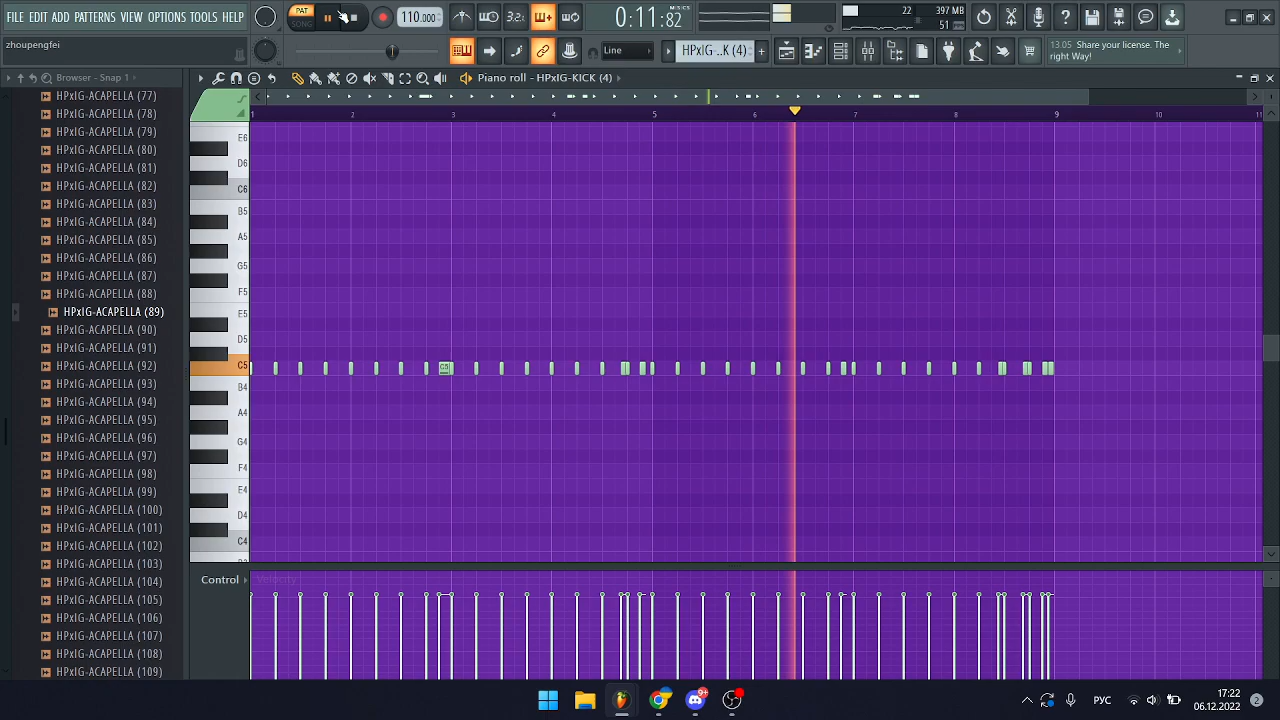 FILE EDIT ADD PATTERNS VIEW OPTIONS TOOLS HELP
PAT
SONG
110.000
3.2.
0:11:82
M:S:CS
22
397 MB
51
zhoupengfei
Line
HPxIG-..K (4)
13.05 Share your license. The
right Way!
Browser - Snap 1
Piano roll - HPxIG-KICK (4)
HPxIG-ACAPELLA (77)
HPxIG-ACAPELLA (78)
HPxIG-ACAPELLA (79)
HPxIG-ACAPELLA (80)
HPxIG-ACAPELLA (81)
HPxIG-ACAPELLA (82)
HPxIG-ACAPELLA (83)
HPxIG-ACAPELLA (84)
HPxIG-ACAPELLA (85)
HPxIG-ACAPELLA (86)
HPxIG-ACAPELLA (87)
HPxIG-ACAPELLA (88)
HPxIG-ACAPELLA (89)
HPxIG-ACAPELLA (90)
HPxIG-ACAPELLA (91)
HPxIG-ACAPELLA (92)
HPxIG-ACAPELLA (93)
HPxIG-ACAPELLA (94)
HPxIG-ACAPELLA (95)
HPxIG-ACAPELLA (96)
HPxIG-ACAPELLA (97)
HPxIG-ACAPELLA (98)
HPxIG-ACAPELLA (99)
HPxIG-ACAPELLA (100)
HPxIG-ACAPELLA (101)
HPxIG-ACAPELLA (102)
HPxIG-ACAPELLA (103)
HPxIG-ACAPELLA (104)
HPxIG-ACAPELLA (105)
HPxIG-ACAPELLA (106)
HPxIG-ACAPELLA (107)
HPxIG-ACAPELLA (108)
HPxIG-ACAPELLA (109)
1 2 3 4 5 6 7 8 9 10 11
E6
D6
C6
B5
A5
G5
F5
E5
D5
C5
C5
B4
A4
G4
F4
E4
D4
C4
Control
Velocity
9+
РУС
17:22
06.12.2022
2